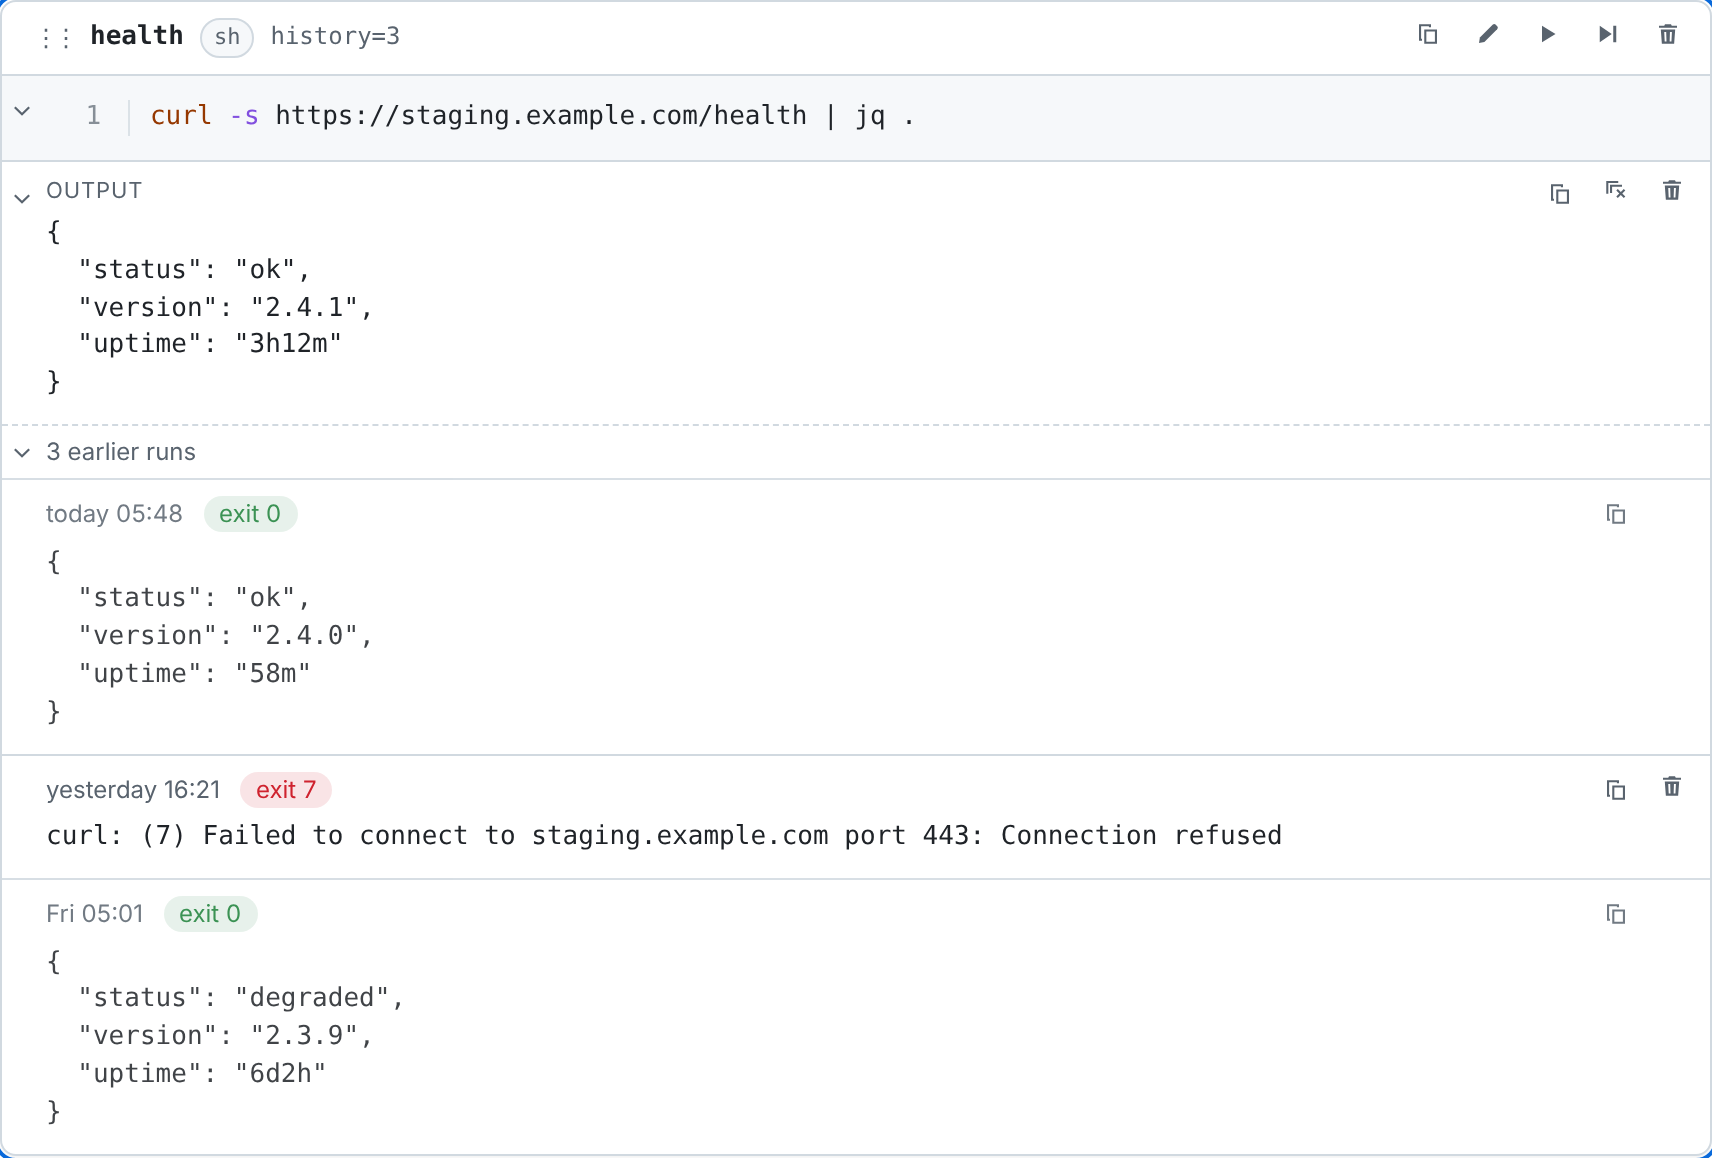 health sh history=3
1 curl -s https://staging.example.com/health | jq .
OUTPUT
{
  "status": "ok",
  "version": "2.4.1",
  "uptime": "3h12m"
}
3 earlier runs
today 05:48 exit 0
{
  "status": "ok",
  "version": "2.4.0",
  "uptime": "58m"
}
yesterday 16:21 exit 7
curl: (7) Failed to connect to staging.example.com port 443: Connection refused
Fri 05:01 exit 0
{
  "status": "degraded",
  "version": "2.3.9",
  "uptime": "6d2h"
}